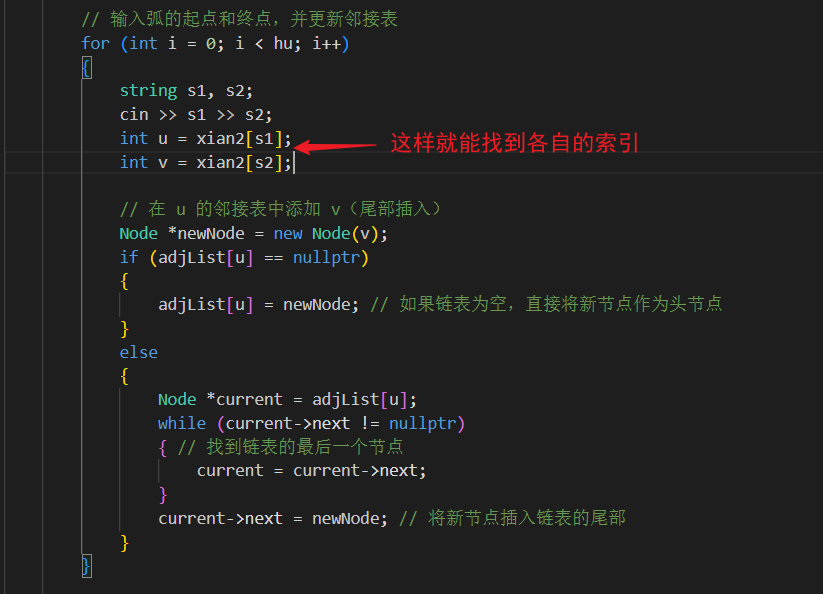 // 输入弧的起点和终点，并更新邻接表
for (int i = 0; i < hu; i++)
{
string s1, s2;
cin >> s1 >> s2;
int u = xian2[s1];
这样就能找到各自的索引
int v = xian2[s2];
// 在 u 的邻接表中添加 v（尾部插入）
Node *newNode = new Node(v);
if (adjList[u] == nullptr)
{
adjList[u] = newNode; // 如果链表为空，直接将新节点作为头节点
}
else
{
Node *current = adjList[u];
while (current->next != nullptr)
{ // 找到链表的最后一个节点
current = current->next;
}
current->next = newNode; // 将新节点插入链表的尾部
}
}